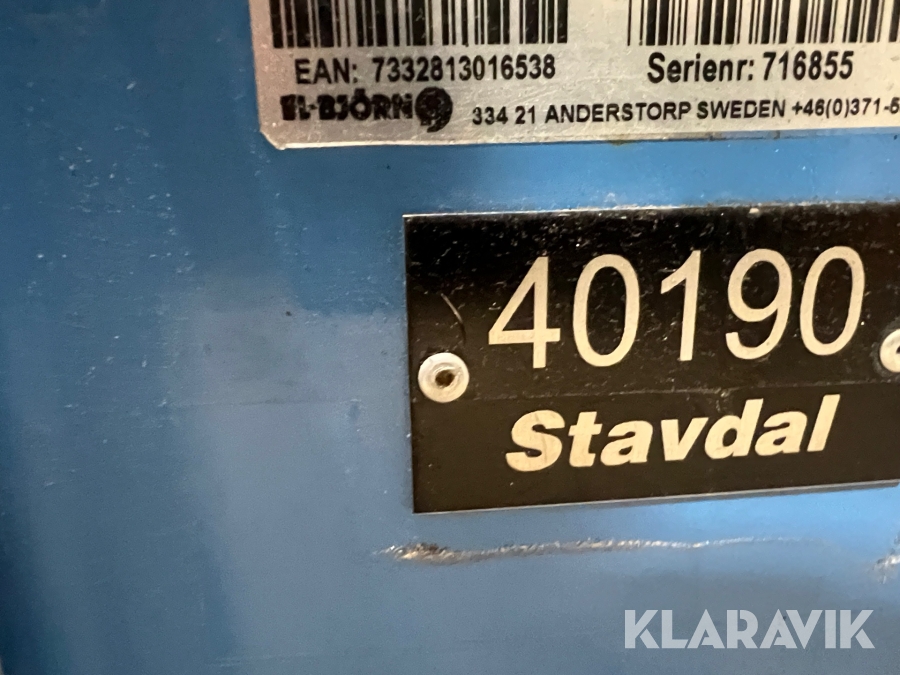 EAN: 7332813016538
Serienr: 716855
EL-BJÖRN 334 21 ANDERSTORP SWEDEN +46(0)371-5
40190
Stavdal
KLARAVIK